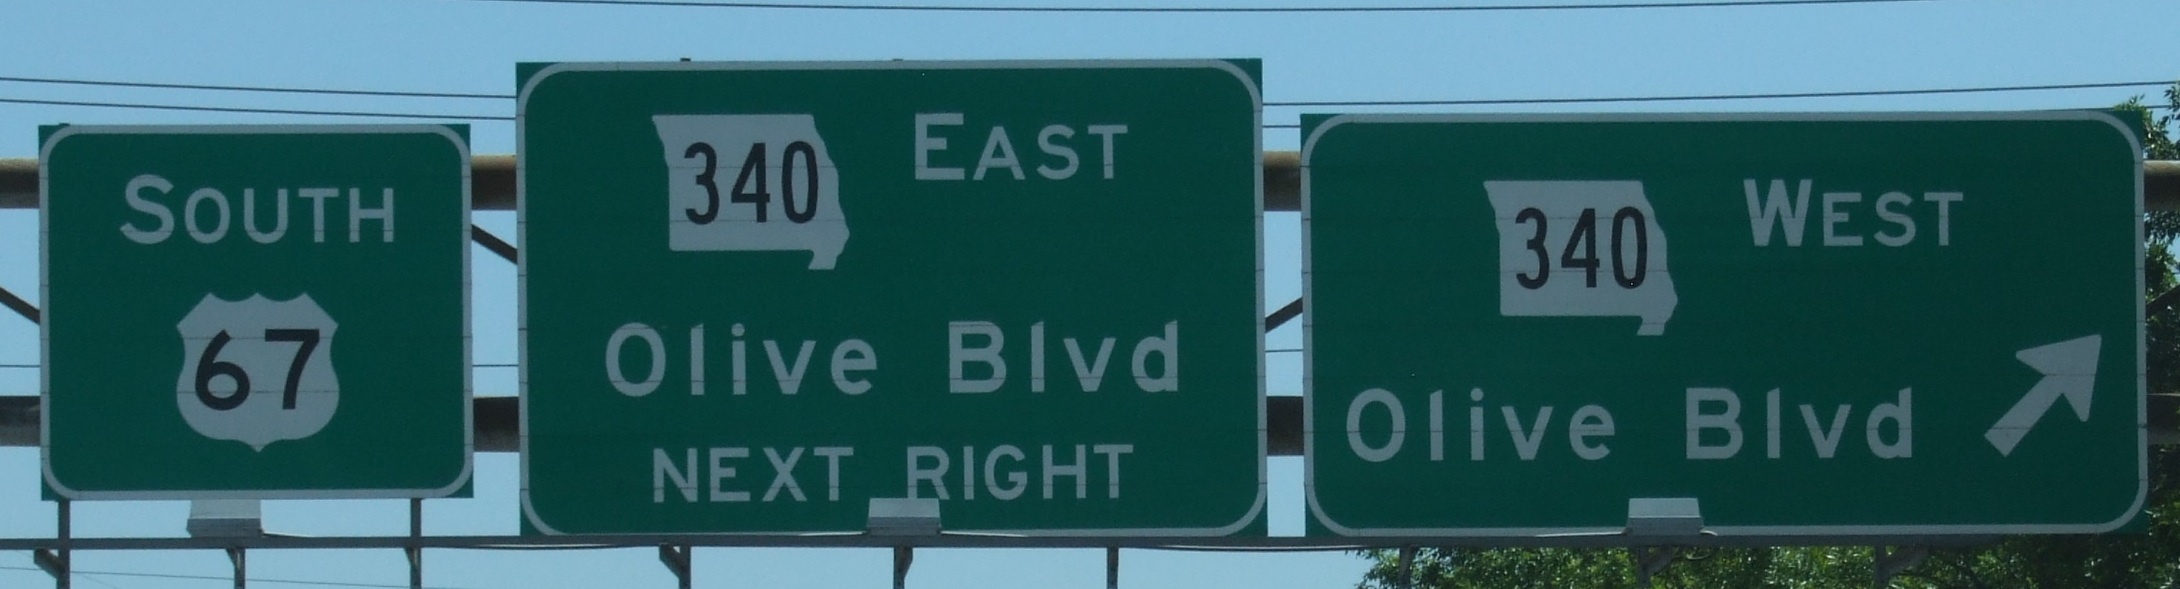 SOUTH
67
340 EAST
Olive Blvd
NEXT RIGHT
340 WEST
Olive Blvd